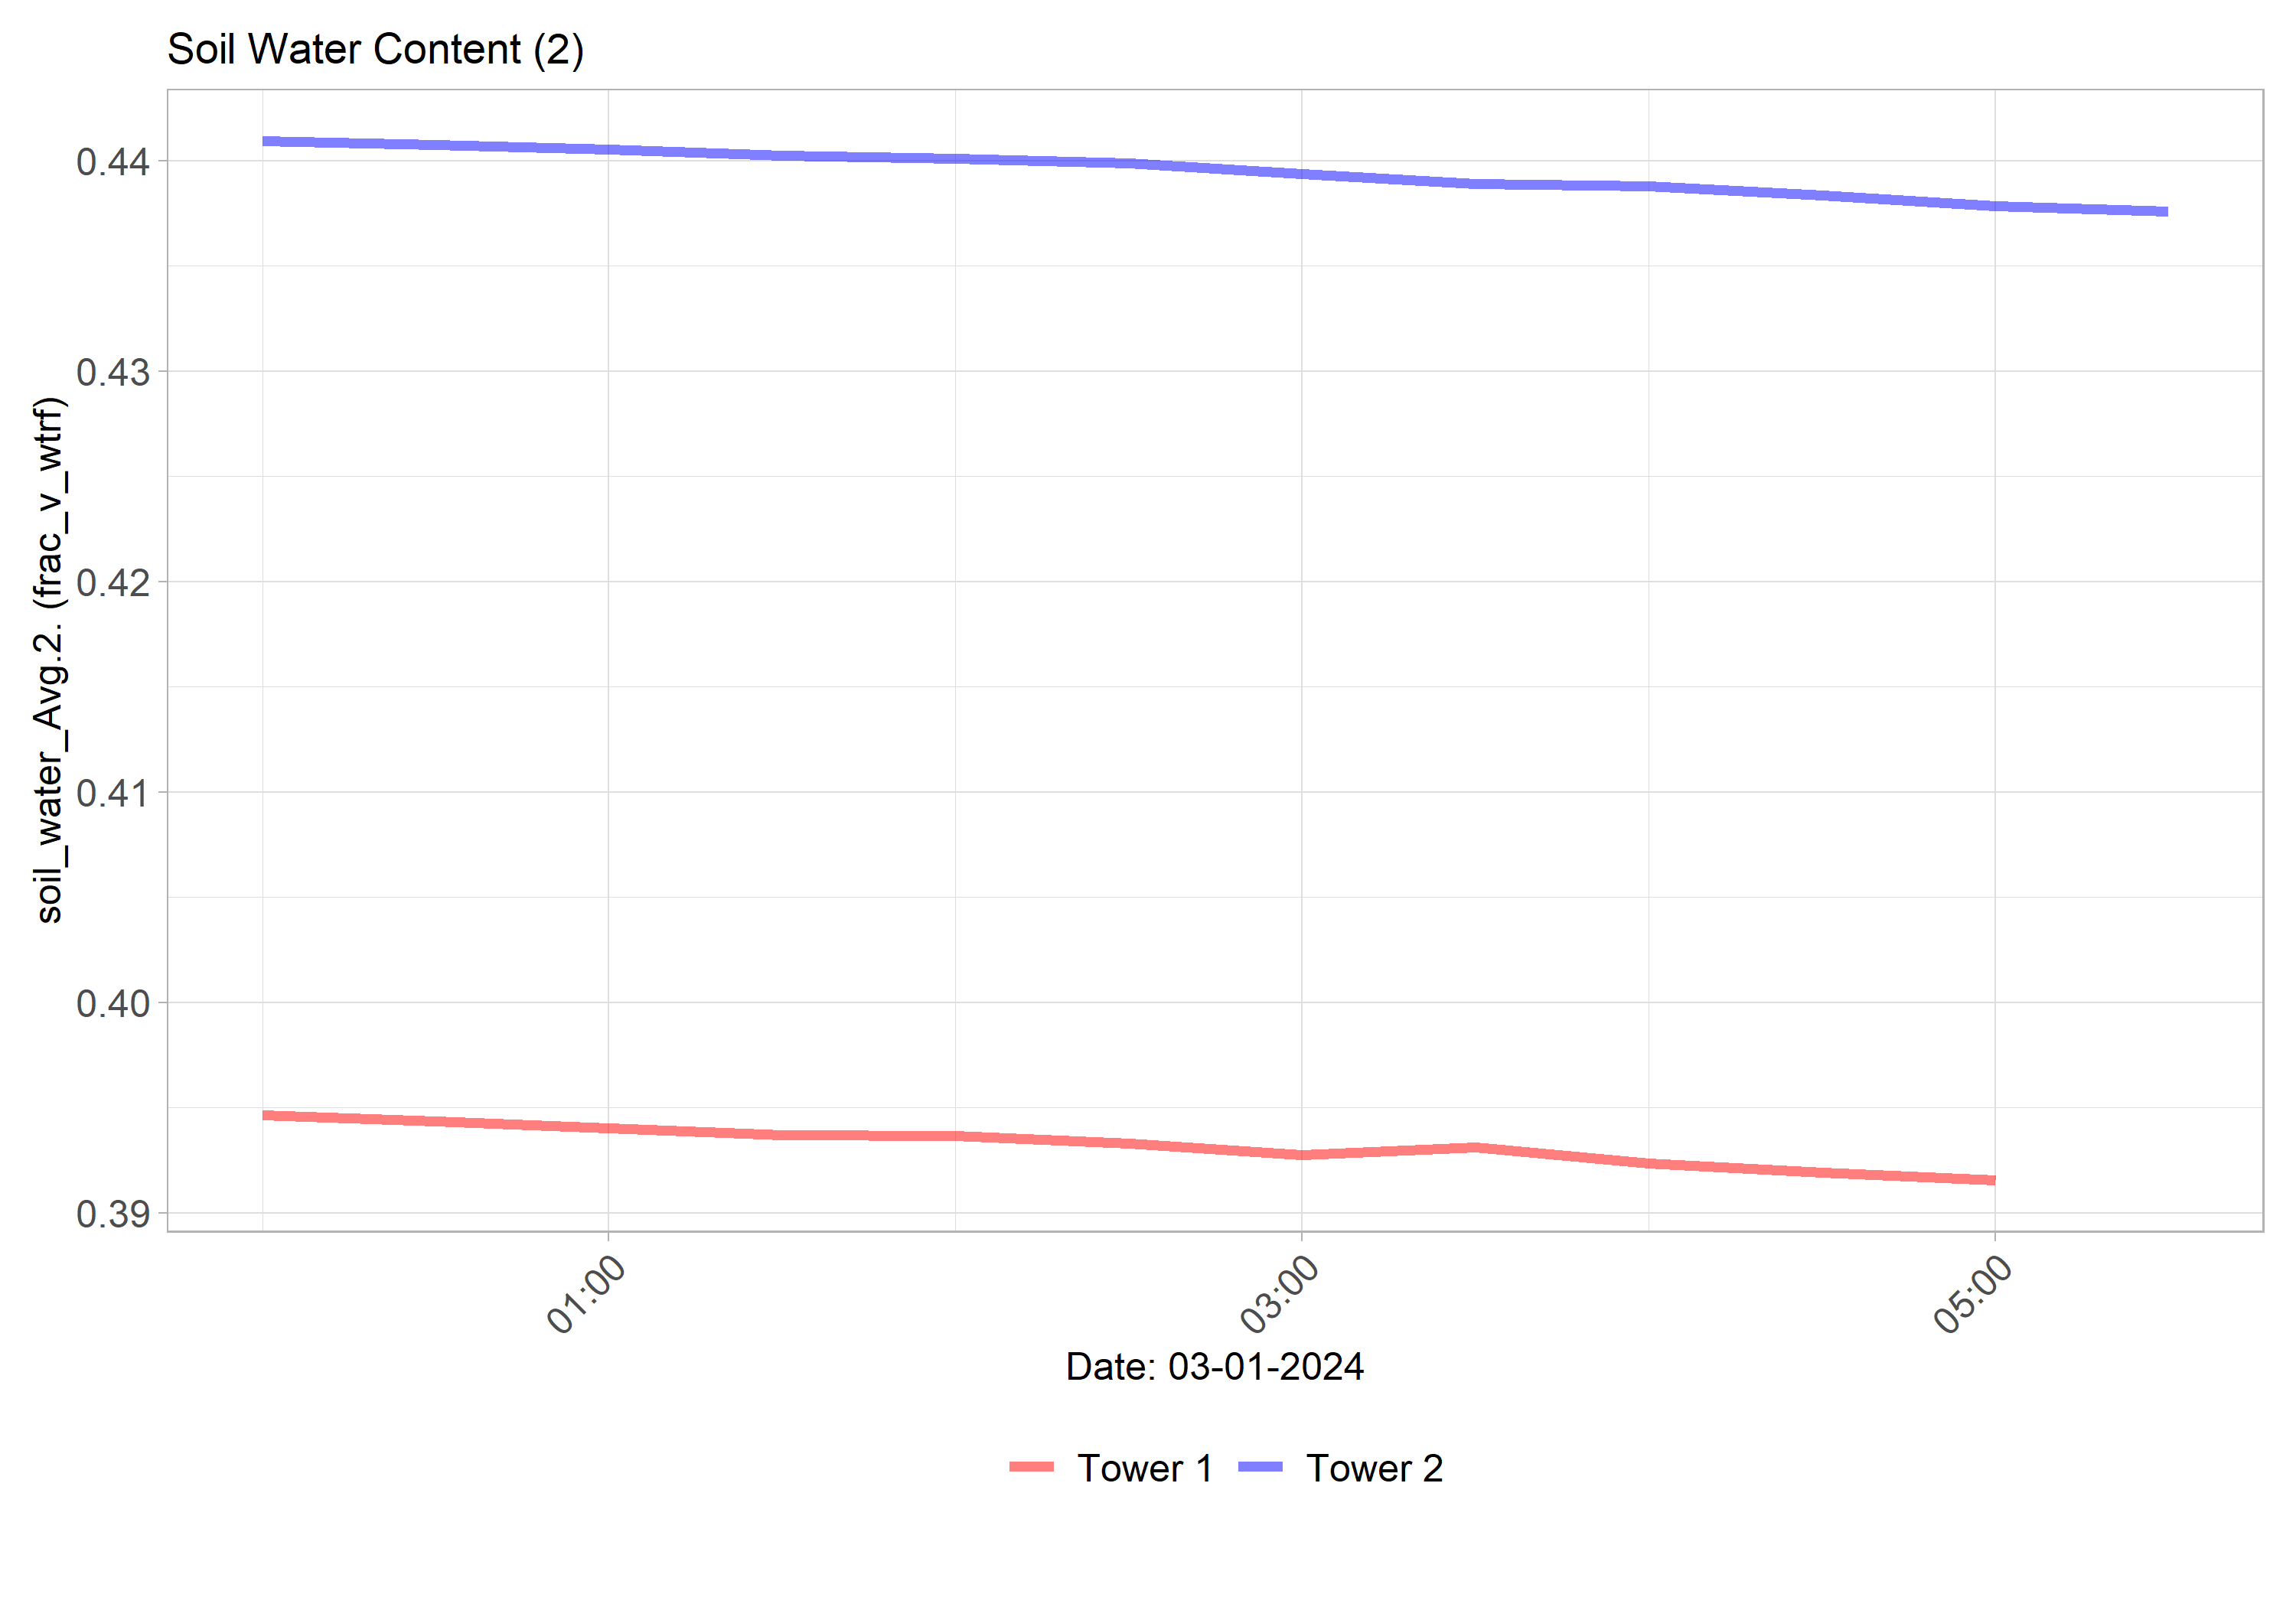 Soil Water Content (2)
soil_water_Avg.2. (frac_v_wtrf)
0.44
0.43
0.42
0.41
0.40
0.39
01:00
03:00
05:00
Date: 03-01-2024
Tower 1
Tower 2